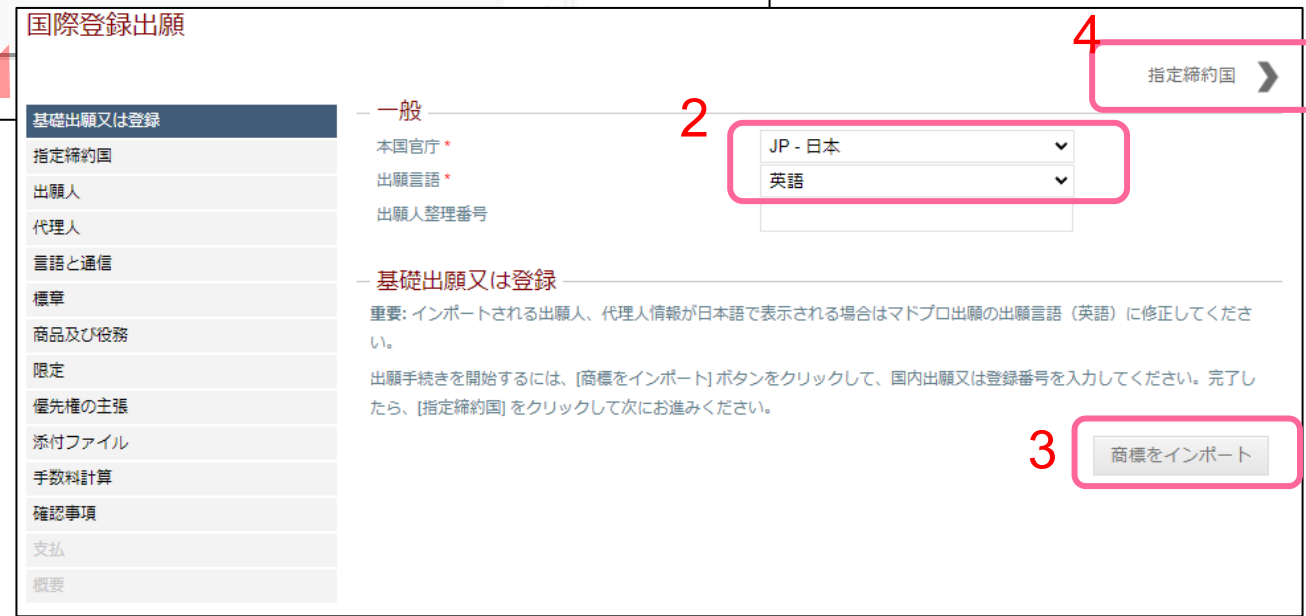 国際登録出願
4
指定締約国
基礎出願又は登録
指定締約国
出願人
代理人
言語と通信
標章
商品及び役務
限定
優先権の主張
添付ファイル
手数料計算
確認事項
支払
概要
一般
2
本国官庁 * JP - 日本
出願言語 * 英語
出願人整理番号
基礎出願又は登録
重要: インポートされる出願人、代理人情報が日本語で表示される場合はマドプロ出願の出願言語（英語）に修正してくださ
い。
出願手続きを開始するには、[商標をインポート] ボタンをクリックして、国内出願又は登録番号を入力してください。完了し
たら、[指定締約国] をクリックして次にお進みください。
3
商標をインポート